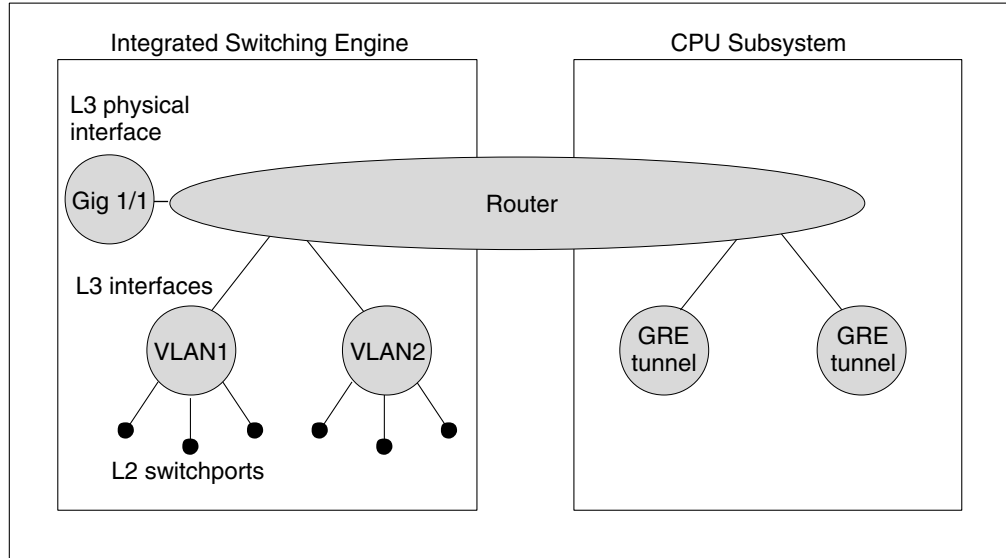 Integrated Switching Engine
CPU Subsystem
L3 physical
interface
Gig 1/1
Router
L3 interfaces
VLAN1
VLAN2
GRE
tunnel
GRE
tunnel
L2 switchports